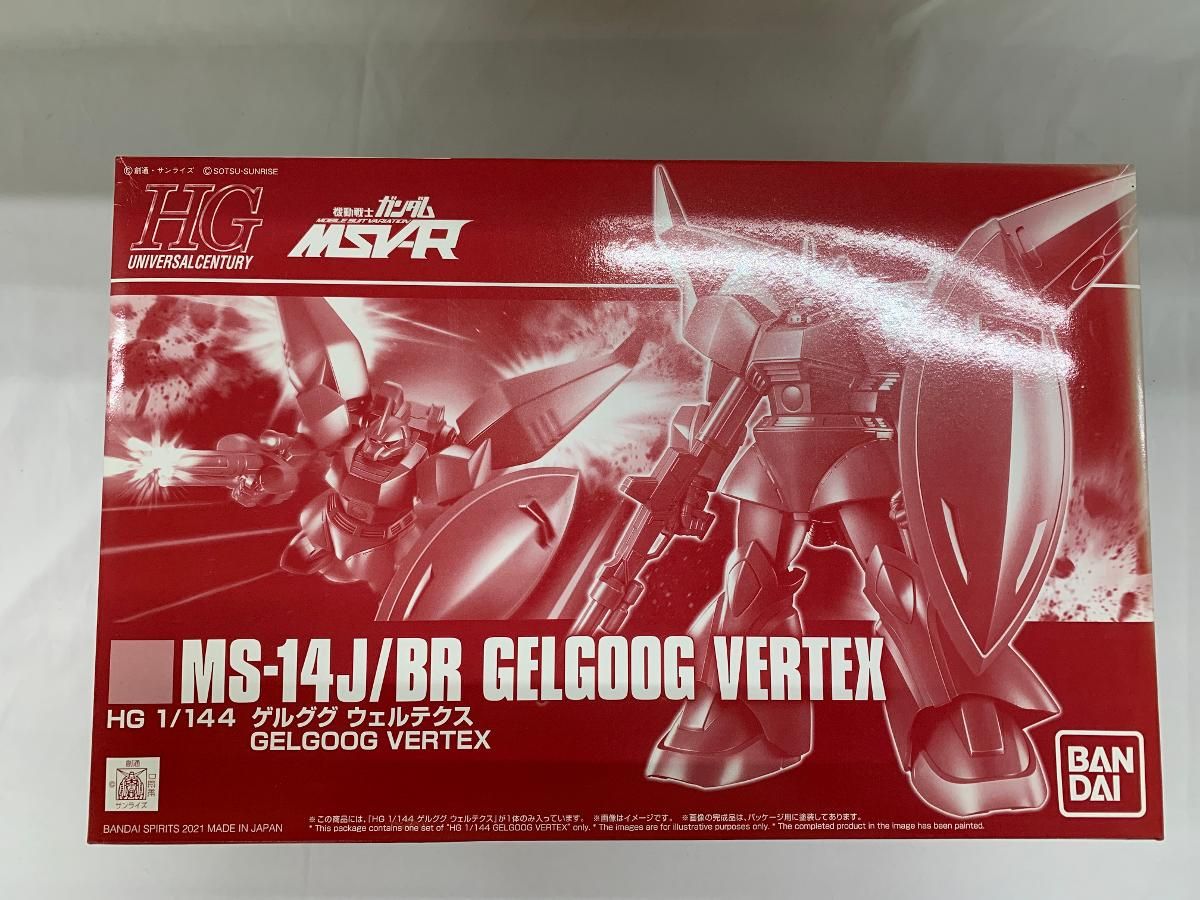 ©創通・サンライズ ©SOTSU・SUNRISE
HG
UNIVERSAL CENTURY
機動戦士ガンダム
MOBILE SUIT VARIATION
MSV-R
MS-14J/BR GELGOOG VERTEX
HG 1/144 ゲルググ ウェルテクス
GELGOOG VERTEX
創通
サンライズ
BANDAI SPIRITS 2021 MADE IN JAPAN
※この商品には、「HG 1/144 ゲルググ ウェルテクス」が1体のみ入っています。 ※画像はイメージです。 ※画像の完成品は、パッケージ用に塗装してあります。
* This package contains one set of "HG 1/144 GELGOOG VERTEX" only. * The images are for illustrative purposes only. * The completed product in the image has been painted.
BAN
DAI